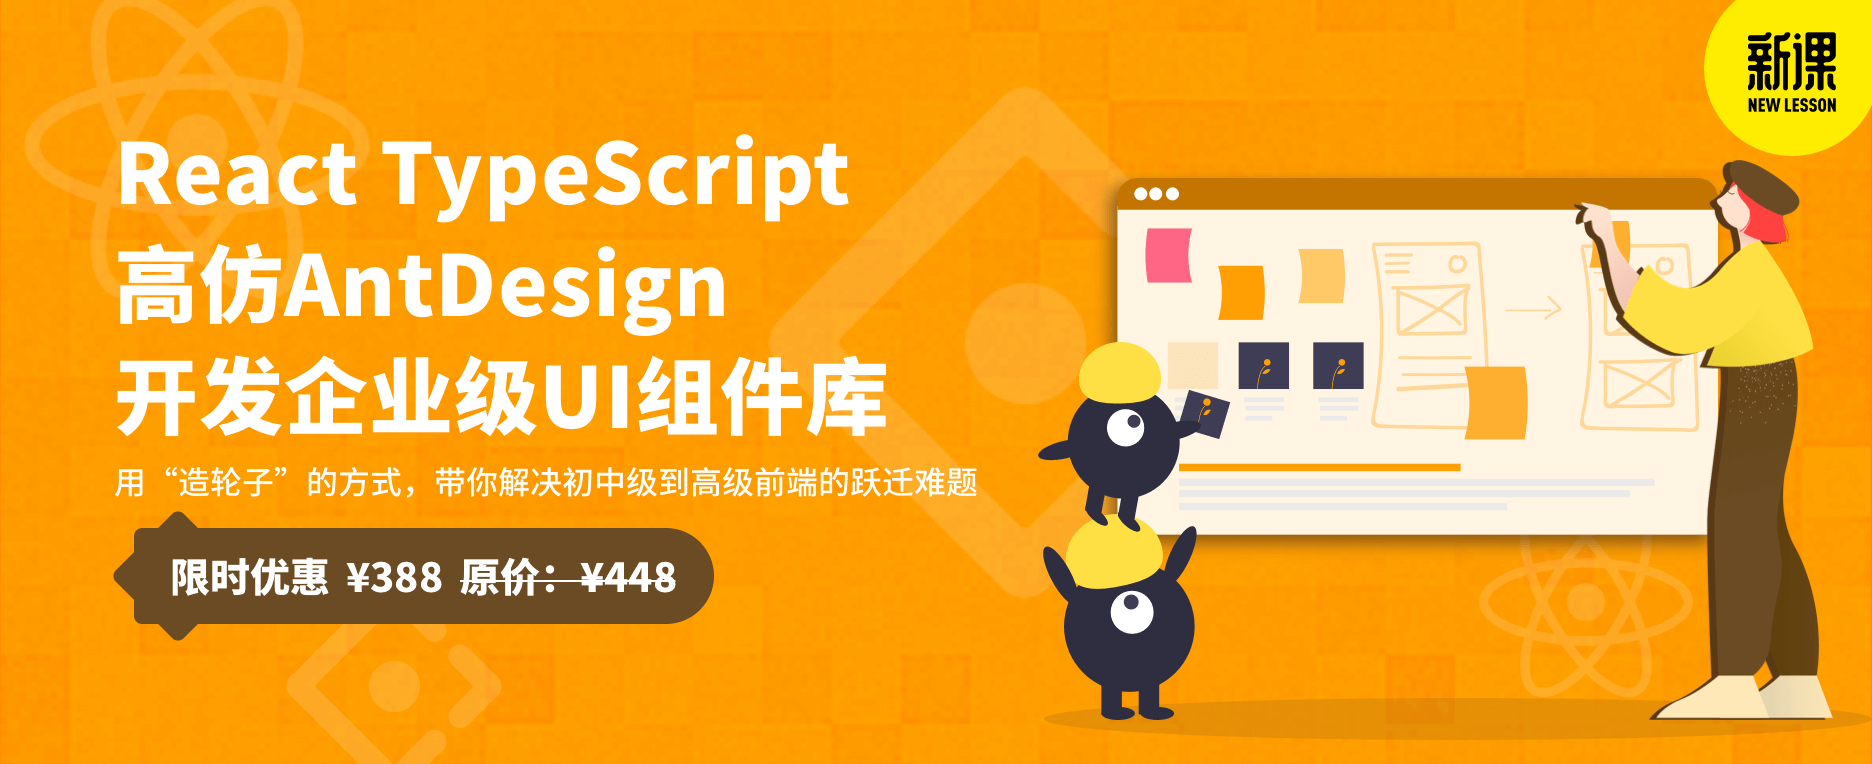 新课
NEW LESSON
React TypeScript
高仿AntDesign
开发企业级UI组件库
用“造轮子”的方式，带你解决初中级到高级前端的跃迁难题
限时优惠 ¥388 原价：¥448